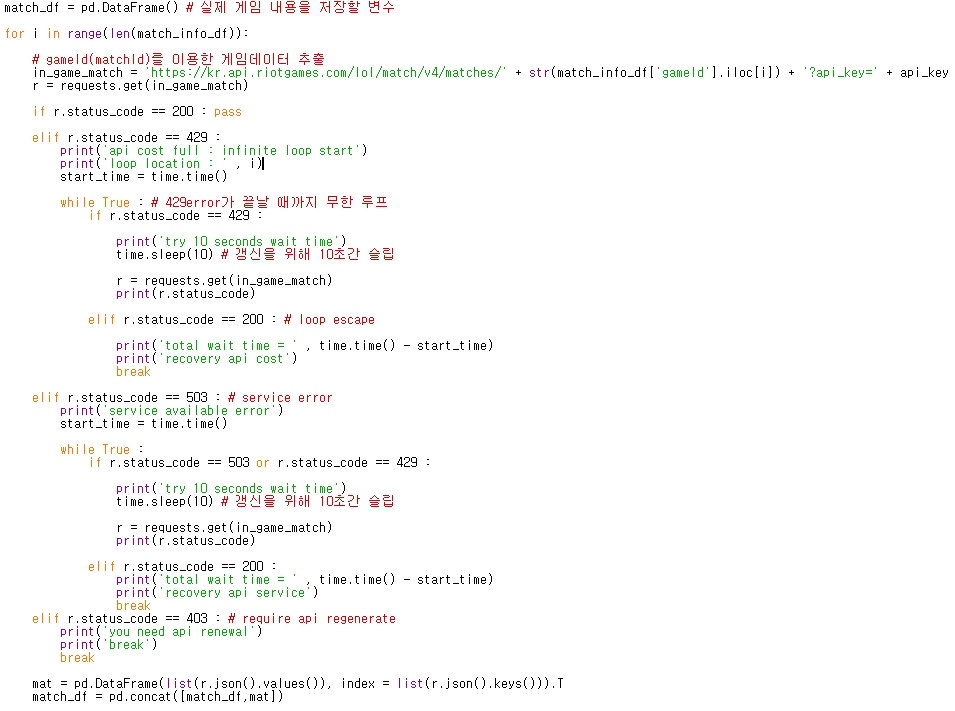 match_df = pd.DataFrame() # 실제 게임 내용을 저장할 변수
for i in range(len(match_info_df)):
# gameId(matchId)를 이용한 게임데이터 추출
in_game_match = 'https://kr.api.riotgames.com/lol/match/v4/matches/' + str(match_info_df['gameId'].iloc[i]) + '?api_key=' + api_key
r = requests.get(in_game_match)
if r.status_code == 200 : pass
elif r.status_code == 429 :
print('api cost full : infinite loop start')
print('loop location : ' , i)
start_time = time.time()
while True : # 429error가 끝날 때까지 무한 루프
if r.status_code == 429 :
print('try 10 seconds wait time')
time.sleep(10) # 갱신을 위해 10초간 슬립
r = requests.get(in_game_match)
print(r.status_code)
elif r.status_code == 200 : # loop escape
print('total wait time = ' , time.time() - start_time)
print('recovery api cost')
break
elif r.status_code == 503 : # service error
print('service available error')
start_time = time.time()
while True :
if r.status_code == 503 or r.status_code == 429 :
print('try 10 seconds wait time')
time.sleep(10) # 갱신을 위해 10초간 슬립
r = requests.get(in_game_match)
print(r.status_code)
elif r.status_code == 200 :
print('total wait time = ' , time.time() - start_time)
print('recovery api service')
break
elif r.status_code == 403 : # require api regenerate
print('you need api renewal')
print('break')
break
mat = pd.DataFrame(list(r.json().values()), index = list(r.json().keys())).T
match_df = pd.concat([match_df,mat])